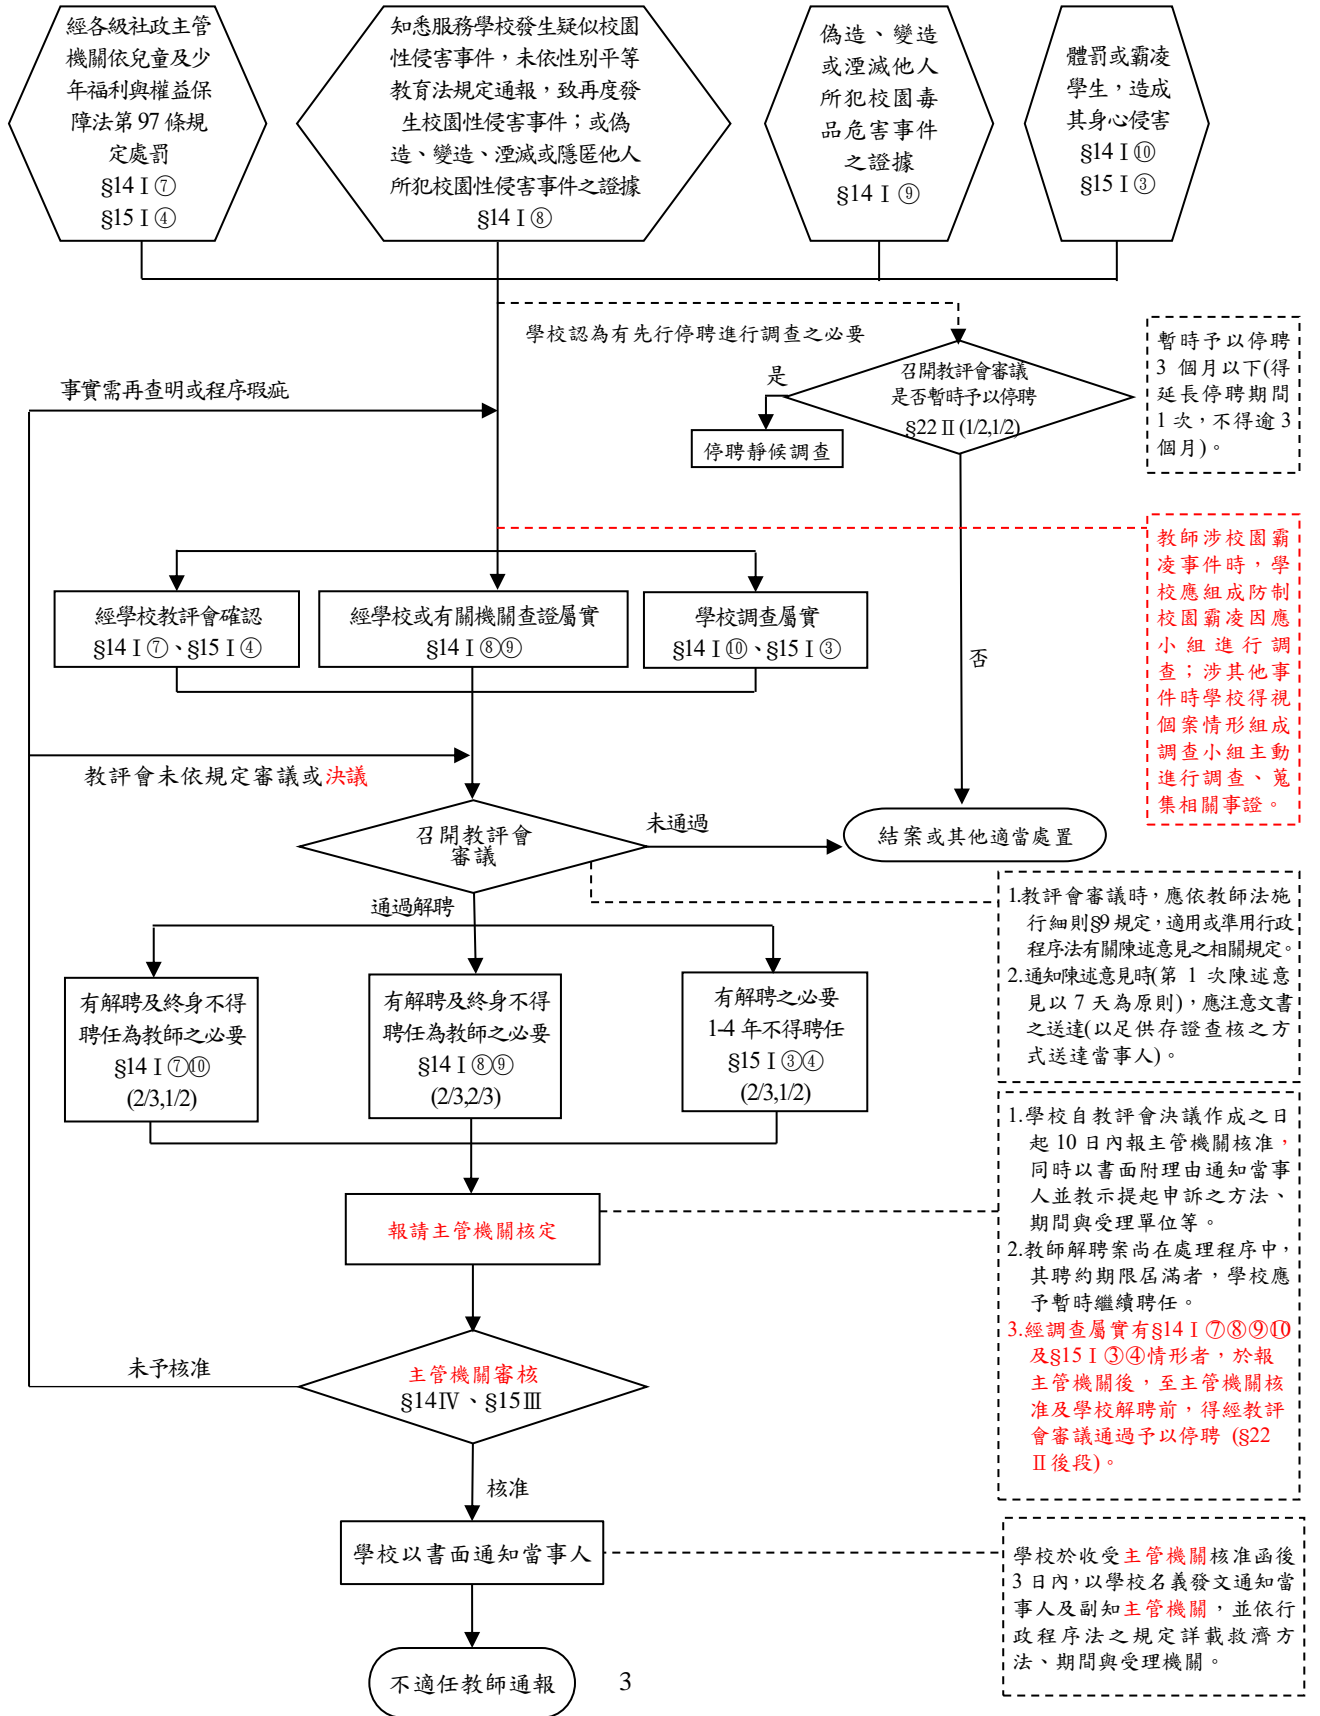 經各級社政主管
機關依兒童及少
年福利與權益保
障法第 97 條規
定處罰
§14 I ⑦
§15 I ④
知悉服務學校發生疑似校園
性侵害事件，未依性別平等
教育法規定通報，致再度發
生校園性侵害事件；或偽
造、變造、湮滅或隱匿他人
所犯校園性侵害事件之證據
§14 I ⑧
偽造、變造
或湮滅他人
所犯校園毒
品危害事件
之證據
§14 I ⑨
體罰或霸凌
學生，造成
其身心侵害
§14 I ⑩
§15 I ③
學校認為有先行停聘進行調查之必要
召開教評會審議
是否暫時予以停聘
§22 II (1/2,1/2)
是
停聘靜候調查
否
暫時予以停聘
3 個月以下(得
延長停聘期間
1 次，不得逾 3
個月)。
事實需再查明或程序瑕疵
教師涉校園霸
凌事件時，學
校應組成防制
校園霸凌因應
小組進行調
查；涉其他事
件時學校得視
個案情形組成
調查小組主動
進行調查、蒐
集相關事證。
經學校教評會確認
§14 I ⑦、§15 I ④
經學校或有關機關查證屬實
§14 I ⑧⑨
學校調查屬實
§14 I ⑩、§15 I ③
教評會未依規定審議或決議
召開教評會
審議
未通過
結案或其他適當處置
通過解聘
1.教評會審議時，應依教師法施
行細則§9 規定，適用或準用行政
程序法有關陳述意見之相關規定。
2.通知陳述意見時(第 1 次陳述意
見以 7 天為原則)，應注意文書
之送達(以足供存證查核之方
式送達當事人)。
有解聘及終身不得
聘任為教師之必要
§14 I ⑦⑩
(2/3,1/2)
有解聘及終身不得
聘任為教師之必要
§14 I ⑧⑨
(2/3,2/3)
有解聘之必要
1-4 年不得聘任
§15 I ③④
(2/3,1/2)
報請主管機關核定
1.學校自教評會決議作成之日
起 10 日內報主管機關核准，
同時以書面附理由通知當事
人並教示提起申訴之方法、
期間與受理單位等。
2.教師解聘案尚在處理程序中，
其聘約期限屆滿者，學校應
予暫時繼續聘任。
3.經調查屬實有§14 I ⑦⑧⑨⑩
及§15 I ③④情形者，於報
主管機關後，至主管機關核
准及學校解聘前，得經教評
會審議通過予以停聘 (§22
II 後段)。
主管機關審核
§14IV、§15III
未予核准
核准
學校以書面通知當事人
學校於收受主管機關核准函後
3 日內，以學校名義發文通知當
事人及副知主管機關，並依行
政程序法之規定詳載救濟方
法、期間與受理機關。
不適任教師通報
3